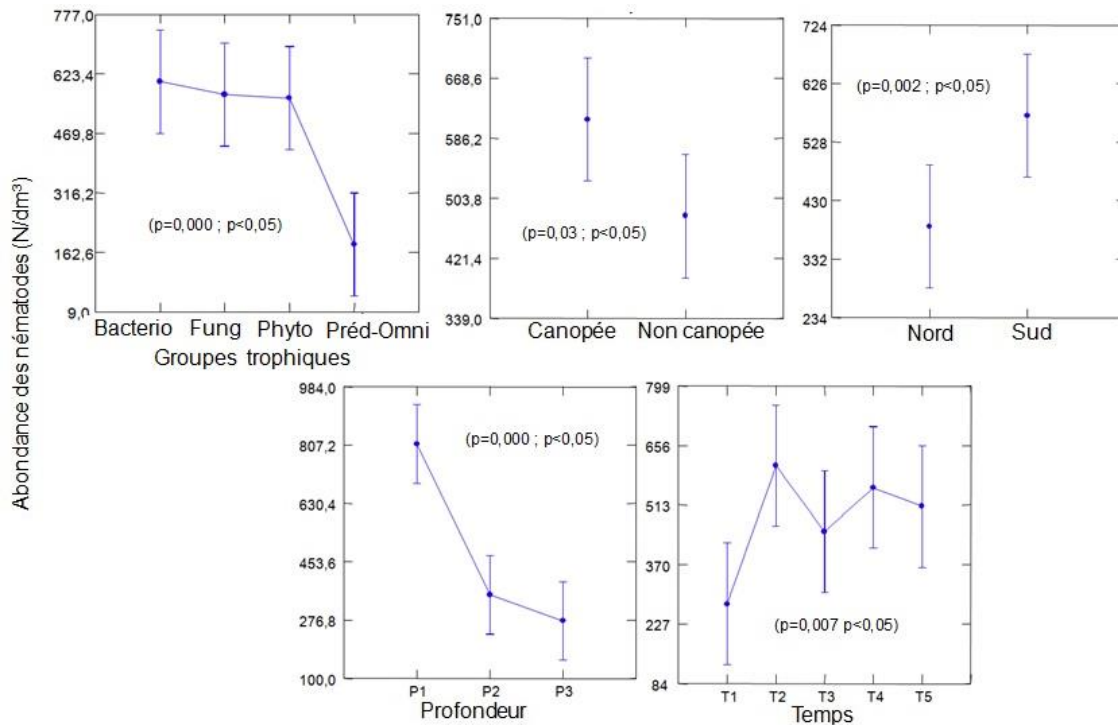 Abondance des nématodes (N/dm³)
777,0
623,4
469,8
316,2
162,6
9,0
(p=0,000 ; p<0,05)
Bacterio Fung Phyto Préd-Omni
Groupes trophiques
751,0
668,6
586,2
503,8
421,4
339,0
(p=0,03 ; p<0,05)
Canopée Non canopée
724
626
528
430
332
234
(p=0,002 ; p<0,05)
Nord Sud
984,0
807,2
630,4
453,6
276,8
100,0
(p=0,000 ; p<0,05)
P1 P2 P3
Profondeur
799
656
513
370
227
84
(p=0,007 p<0,05)
T1 T2 T3 T4 T5
Temps